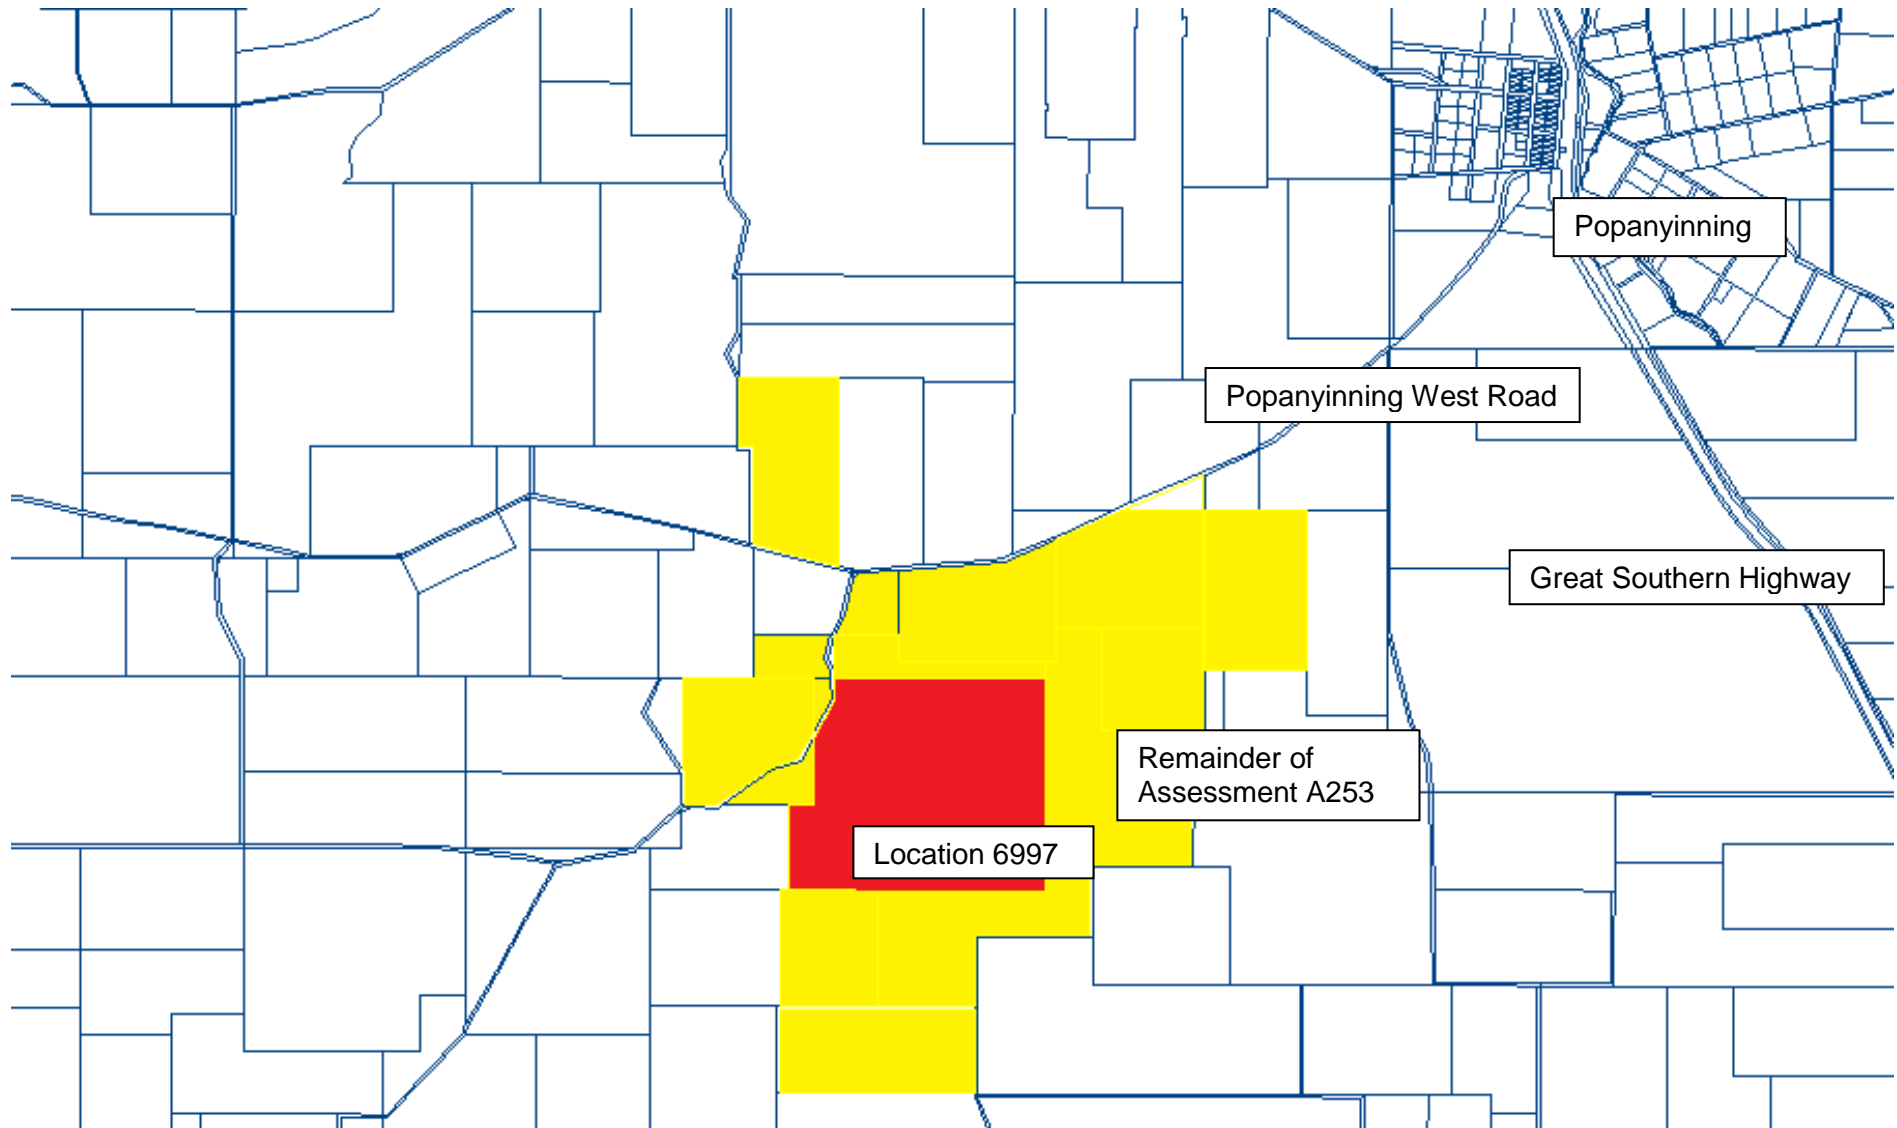 Popanyinning
Popanyinning West Road
Great Southern Highway
Remainder of
Assessment A253
Location 6997